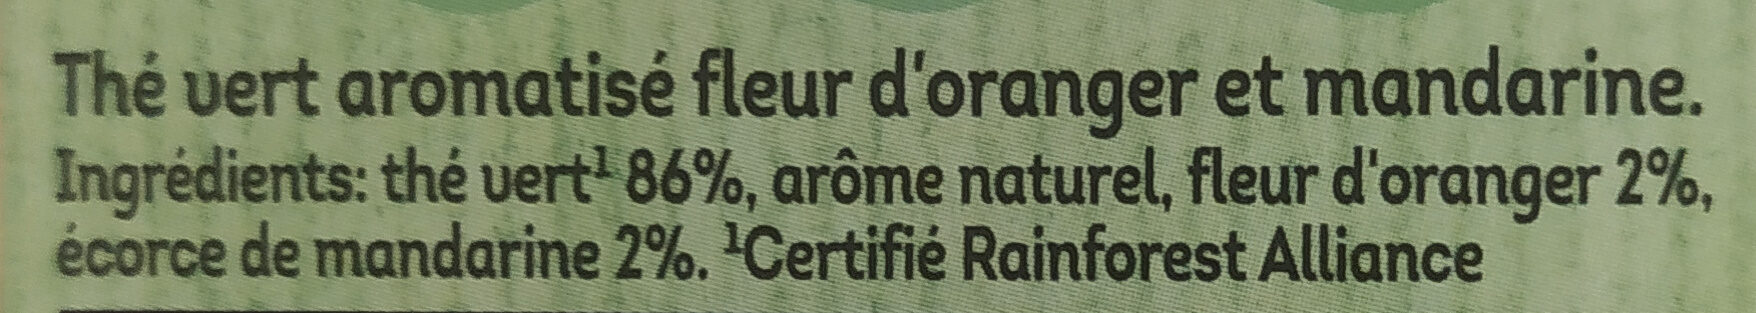 Thé vert aromatisé fleur d'oranger et mandarine.
Ingrédients: thé vert¹ 86%, arôme naturel, fleur d'oranger 2%,
écorce de mandarine 2%. ¹Certifié Rainforest Alliance